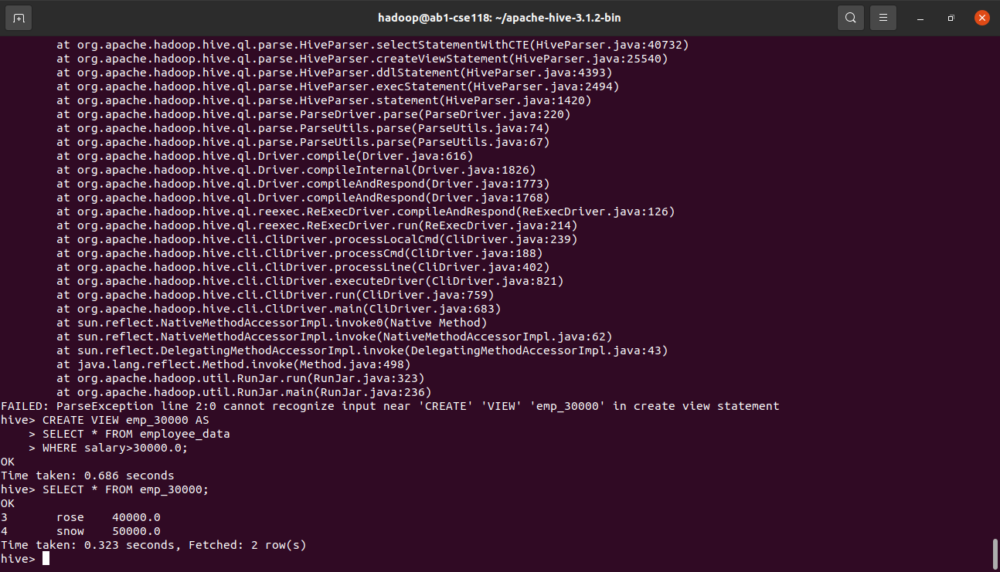 hadoop@ab1-cse118: ~/apache-hive-3.1.2-bin
at org.apache.hadoop.hive.ql.parse.HiveParser.selectStatementWithCTE(HiveParser.java:40732)
at org.apache.hadoop.hive.ql.parse.HiveParser.createViewStatement(HiveParser.java:25540)
at org.apache.hadoop.hive.ql.parse.HiveParser.ddlStatement(HiveParser.java:4393)
at org.apache.hadoop.hive.ql.parse.HiveParser.execStatement(HiveParser.java:2494)
at org.apache.hadoop.hive.ql.parse.HiveParser.statement(HiveParser.java:1420)
at org.apache.hadoop.hive.ql.parse.ParseDriver.parse(ParseDriver.java:220)
at org.apache.hadoop.hive.ql.parse.ParseUtils.parse(ParseUtils.java:74)
at org.apache.hadoop.hive.ql.parse.ParseUtils.parse(ParseUtils.java:67)
at org.apache.hadoop.hive.ql.Driver.compile(Driver.java:616)
at org.apache.hadoop.hive.ql.Driver.compileInternal(Driver.java:1826)
at org.apache.hadoop.hive.ql.Driver.compileAndRespond(Driver.java:1773)
at org.apache.hadoop.hive.ql.Driver.compileAndRespond(Driver.java:1768)
at org.apache.hadoop.hive.ql.reexec.ReExecDriver.compileAndRespond(ReExecDriver.java:126)
at org.apache.hadoop.hive.ql.reexec.ReExecDriver.run(ReExecDriver.java:214)
at org.apache.hadoop.hive.cli.CliDriver.processLocalCmd(CliDriver.java:239)
at org.apache.hadoop.hive.cli.CliDriver.processCmd(CliDriver.java:188)
at org.apache.hadoop.hive.cli.CliDriver.processLine(CliDriver.java:402)
at org.apache.hadoop.hive.cli.CliDriver.executeDriver(CliDriver.java:821)
at org.apache.hadoop.hive.cli.CliDriver.run(CliDriver.java:759)
at org.apache.hadoop.hive.cli.CliDriver.main(CliDriver.java:683)
at sun.reflect.NativeMethodAccessorImpl.invoke0(Native Method)
at sun.reflect.NativeMethodAccessorImpl.invoke(NativeMethodAccessorImpl.java:62)
at sun.reflect.DelegatingMethodAccessorImpl.invoke(DelegatingMethodAccessorImpl.java:43)
at java.lang.reflect.Method.invoke(Method.java:498)
at org.apache.hadoop.util.RunJar.run(RunJar.java:323)
at org.apache.hadoop.util.RunJar.main(RunJar.java:236)
FAILED: ParseException line 2:0 cannot recognize input near 'CREATE' 'VIEW' 'emp_30000' in create view statement
hive> CREATE VIEW emp_30000 AS
    > SELECT * FROM employee_data
    > WHERE salary>30000.0;
OK
Time taken: 0.686 seconds
hive> SELECT * FROM emp_30000;
OK
3       rose    40000.0
4       snow    50000.0
Time taken: 0.323 seconds, Fetched: 2 row(s)
hive>